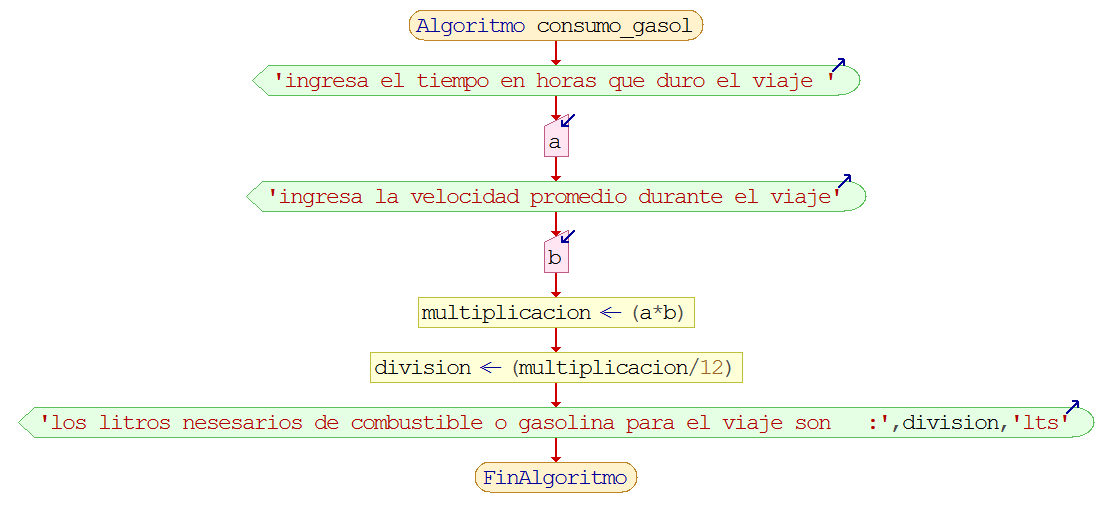 Algoritmo consumo_gasol
'ingresa el tiempo en horas que duro el viaje '
a
'ingresa la velocidad promedio durante el viaje'
b
multiplicacion ← (a*b)
division ← (multiplicacion/12)
'los litros nesesarios de combustible o gasolina para el viaje son   :',division,'lts'
FinAlgoritmo